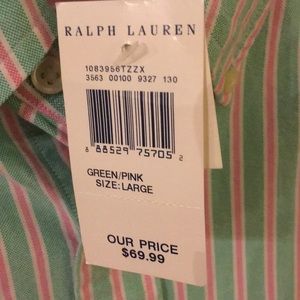 RALPH LAUREN
1083956TZZX
3563 00100 9327 130
8 88529 75705 2
GREEN/PINK
SIZE: LARGE
OUR PRICE
$69.99